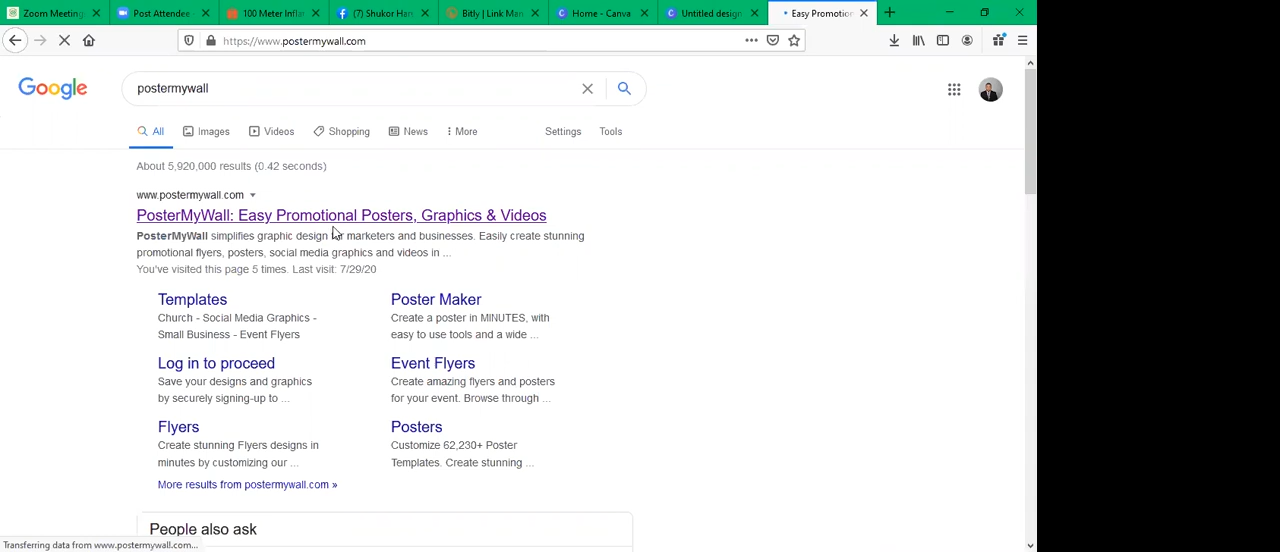 Zoom Meeting
Post Attendee -
100 Meter Infla
(7) Shukor Han
Bitly | Link Man
Home - Canva
Untitled design
Easy Promotion
https://www.postermywall.com
Google
postermywall
All
Images
Videos
Shopping
News
More
Settings
Tools
About 5,920,000 results (0.42 seconds)
www.postermywall.com
PosterMyWall: Easy Promotional Posters, Graphics & Videos
PosterMyWall simplifies graphic design for marketers and businesses. Easily create stunning
promotional flyers, posters, social media graphics and videos in ...
You've visited this page 5 times. Last visit: 7/29/20
Templates
Church - Social Media Graphics -
Small Business - Event Flyers
Poster Maker
Create a poster in MINUTES, with
easy to use tools and a wide ...
Log in to proceed
Save your designs and graphics
by securely signing-up to ...
Event Flyers
Create amazing flyers and posters
for your event. Browse through ...
Flyers
Create stunning Flyers designs in
minutes by customizing our ...
Posters
Customize 62,230+ Poster
Templates. Create stunning ...
More results from postermywall.com »
People also ask
Transferring data from www.postermywall.com...